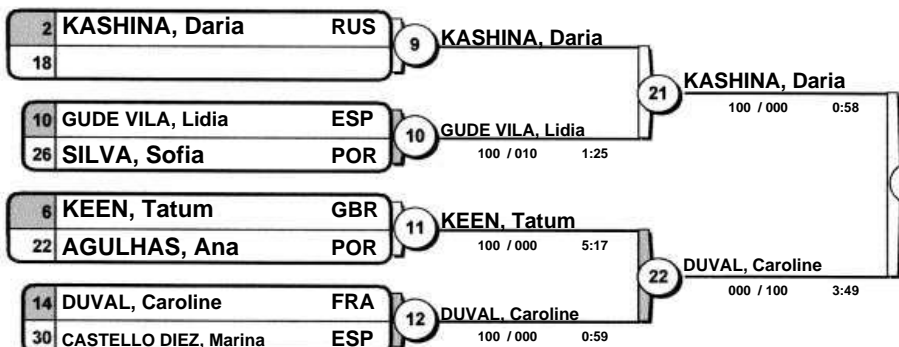 2 KASHINA, Daria RUS
18
9 KASHINA, Daria
10 GUDE VILA, Lidia ESP
26 SILVA, Sofia POR
10 GUDE VILA, Lidia
100 / 010 1:25
21 KASHINA, Daria
100 / 000 0:58
6 KEEN, Tatum GBR
22 AGULHAS, Ana POR
11 KEEN, Tatum
100 / 000 5:17
14 DUVAL, Caroline FRA
30 CASTELLO DIEZ, Marina ESP
12 DUVAL, Caroline
100 / 000 0:59
22 DUVAL, Caroline
000 / 100 3:49